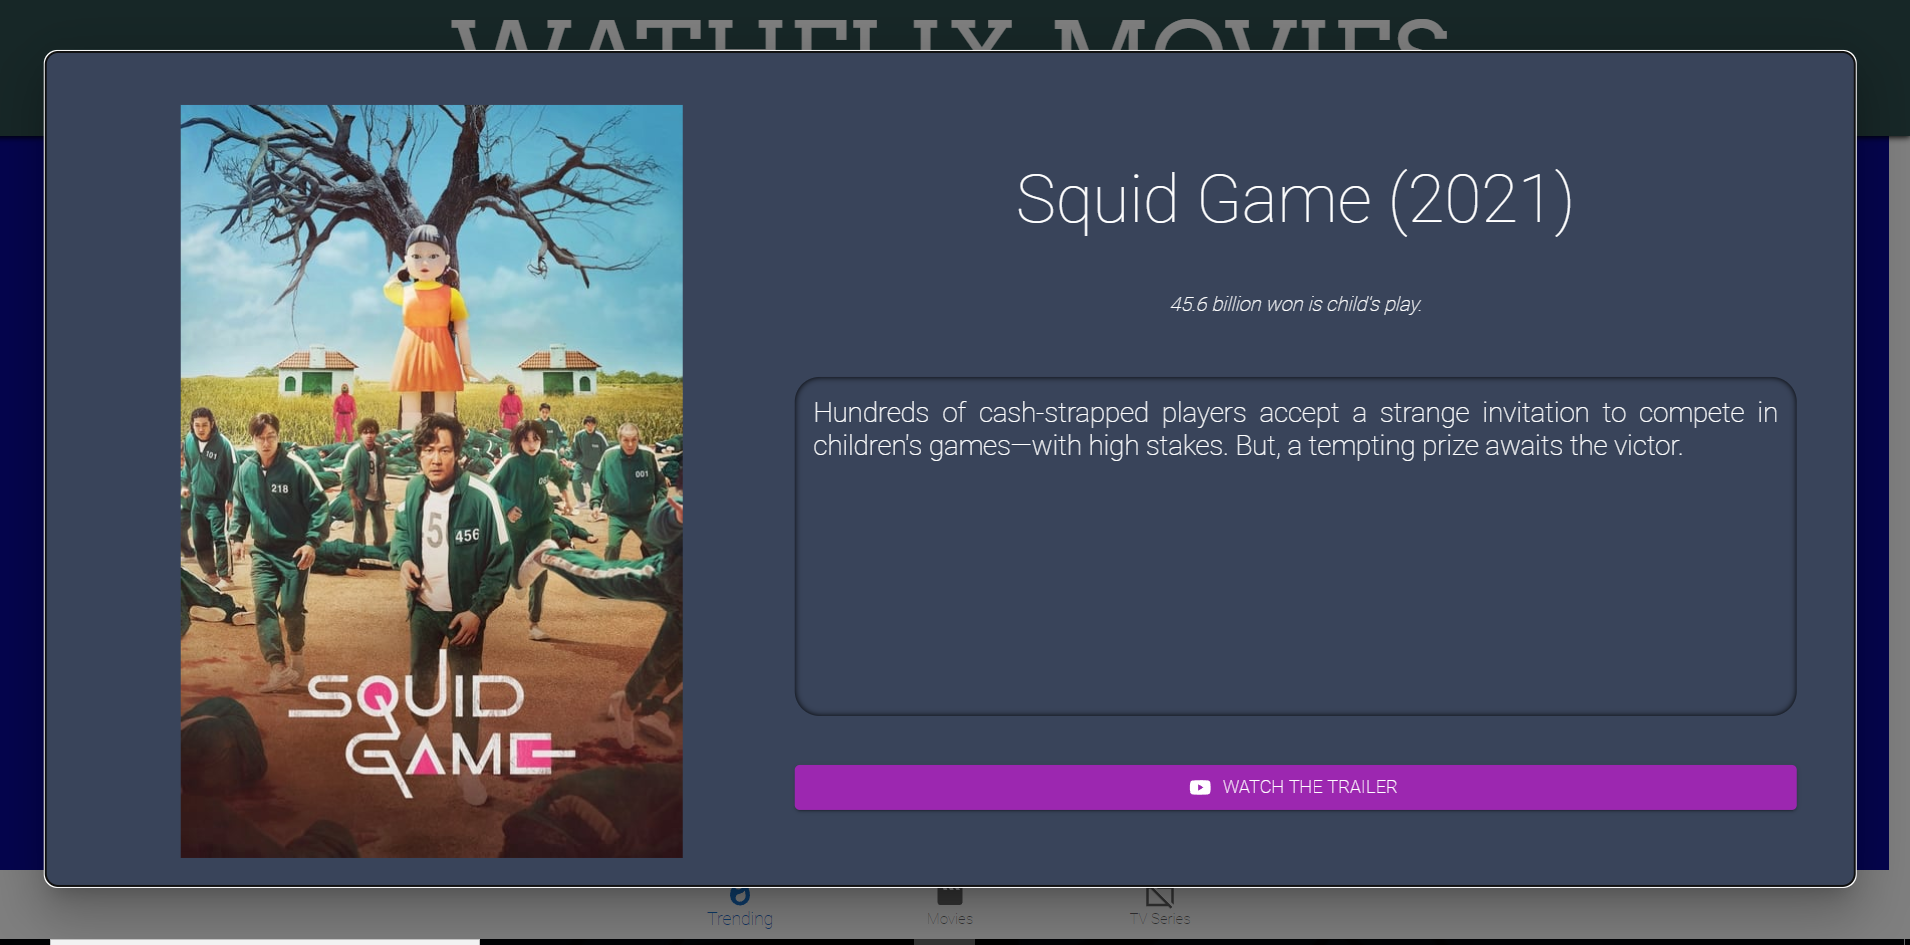 WATHFLIX MOVIES
Squid Game (2021)
45.6 billion won is child's play.
Hundreds of cash-strapped players accept a strange invitation to compete in
children's games—with high stakes. But, a tempting prize awaits the victor.
WATCH THE TRAILER
101
218
456
001
SQUID
GAME
Trending
Movies
TV Series